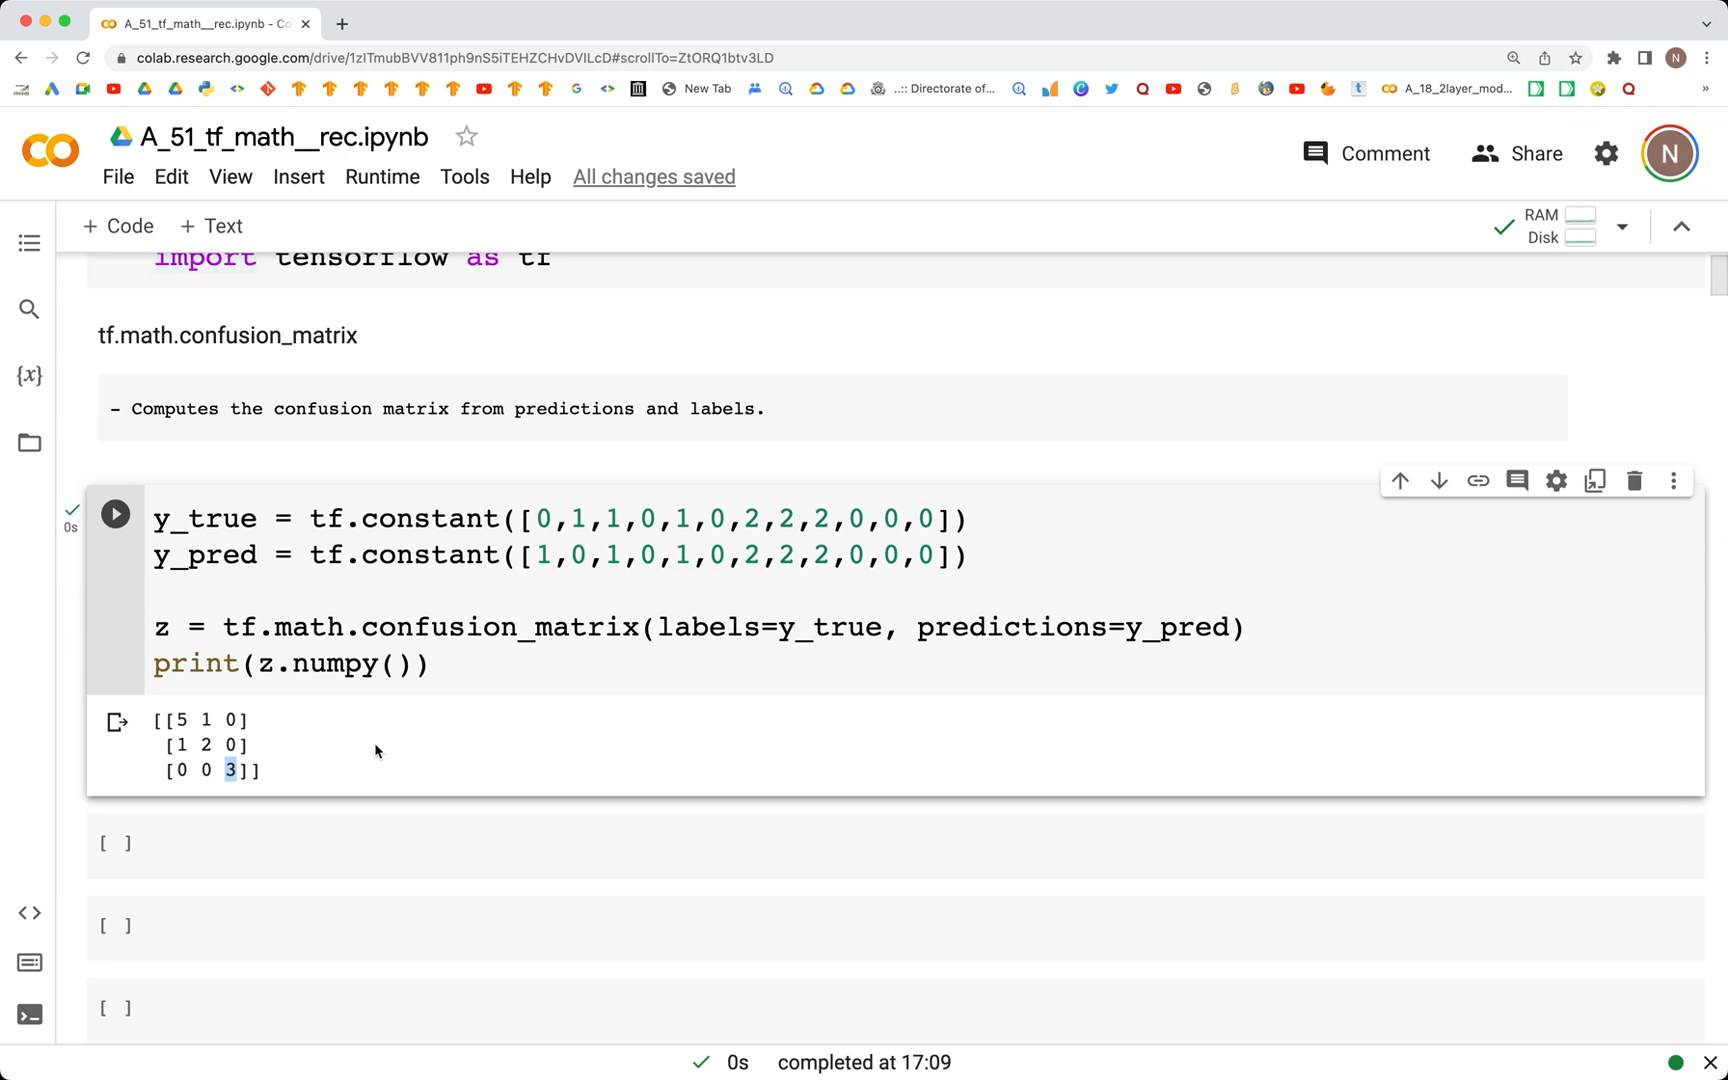 A_51_tf_math__rec.ipynb - Co
colab.research.google.com/drive/1zITmubBVV811ph9nS5iTEHZCHvDVILcD#scrollTo=ZtORQ1btv3LD
N
New Tab
..:: Directorate of...
A_18_2layer_mod...
»
A_51_tf_math__rec.ipynb
Comment
Share
N
File Edit View Insert Runtime Tools Help All changes saved
+ Code + Text
RAM
Disk
import tensorflow as tf
tf.math.confusion_matrix
- Computes the confusion matrix from predictions and labels.
0s
y_true = tf.constant([0,1,1,0,1,0,2,2,2,0,0,0])
y_pred = tf.constant([1,0,1,0,1,0,2,2,2,0,0,0])
z = tf.math.confusion_matrix(labels=y_true, predictions=y_pred)
print(z.numpy())
[[5 1 0]
[1 2 0]
[0 0 3]]
[ ]
[ ]
[ ]
0s completed at 17:09